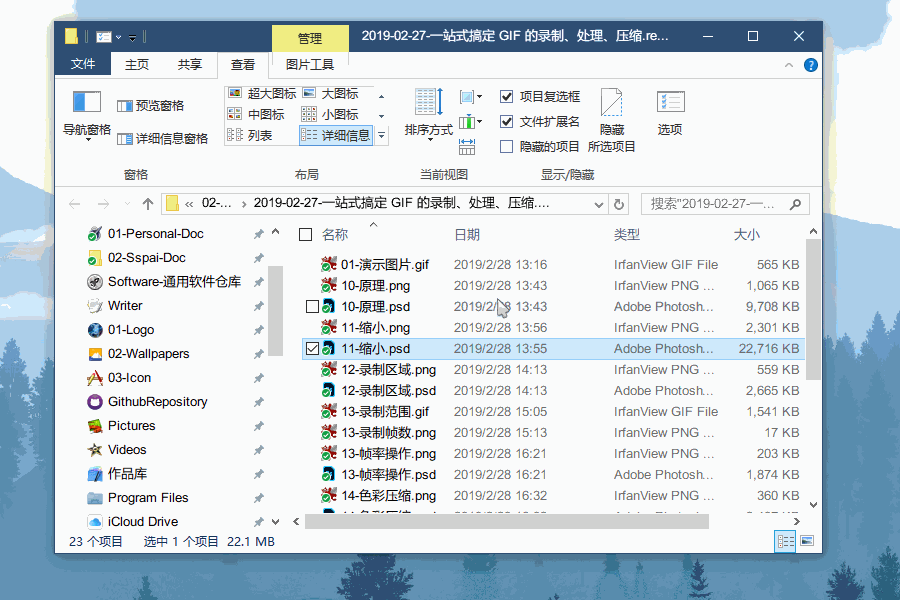 管理
2019-02-27-一站式搞定 GIF 的录制、处理、压缩.re...
文件 主页 共享 查看 图片工具
导航窗格
预览窗格
详细信息窗格
窗格
超大图标 大图标
中图标 小图标
列表 详细信息
布局
排序方式
当前视图
项目复选框
文件扩展名
隐藏的项目
隐藏
所选项目
显示/隐藏
选项
« 02-... › 2019-02-27-一站式搞定 GIF 的录制、处理、压缩....
搜索"2019-02-27-一...
01-Personal-Doc
02-Sspai-Doc
Software-通用软件仓库
Writer
01-Logo
02-Wallpapers
03-Icon
GithubRepository
Pictures
Videos
作品库
Program Files
iCloud Drive
名称 日期 类型 大小
01-演示图片.gif 2019/2/28 13:16 IrfanView GIF File 565 KB
10-原理.png 2019/2/28 13:43 IrfanView PNG ... 1,065 KB
10-原理.psd 2019/2/28 13:43 Adobe Photosh... 9,708 KB
11-缩小.png 2019/2/28 13:56 IrfanView PNG ... 2,301 KB
11-缩小.psd 2019/2/28 13:55 Adobe Photosh... 22,716 KB
12-录制区域.png 2019/2/28 14:13 IrfanView PNG ... 559 KB
12-录制区域.psd 2019/2/28 14:13 Adobe Photosh... 2,665 KB
13-录制范围.gif 2019/2/28 15:05 IrfanView GIF File 1,541 KB
13-录制帧数.png 2019/2/28 15:13 IrfanView PNG ... 17 KB
13-帧率操作.png 2019/2/28 16:21 IrfanView PNG ... 203 KB
13-帧率操作.psd 2019/2/28 16:21 Adobe Photosh... 1,874 KB
14-色彩压缩.png 2019/2/28 16:32 IrfanView PNG ... 360 KB
23 个项目 选中 1 个项目 22.1 MB